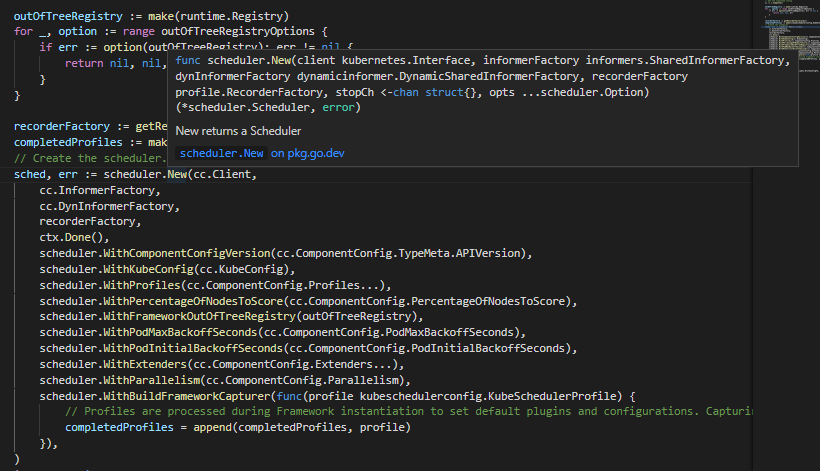 outOfTreeRegistry := make(runtime.Registry)
for _, option := range outOfTreeRegistryOptions {
if err := option(outOfTreeRegistry); err != nil {
return nil, nil,
}
}
func scheduler.New(client kubernetes.Interface, informerFactory informers.SharedInformerFactory,
dynInformerFactory dynamicinformer.DynamicSharedInformerFactory, recorderFactory
profile.RecorderFactory, stopCh <-chan struct{}, opts ...scheduler.Option)
(*scheduler.Scheduler, error)
New returns a Scheduler
scheduler.New on pkg.go.dev
recorderFactory := getRe
completedProfiles := mak
// Create the scheduler.
sched, err := scheduler.New(cc.Client,
cc.InformerFactory,
cc.DynInformerFactory,
recorderFactory,
ctx.Done(),
scheduler.WithComponentConfigVersion(cc.ComponentConfig.TypeMeta.APIVersion),
scheduler.WithKubeConfig(cc.KubeConfig),
scheduler.WithProfiles(cc.ComponentConfig.Profiles...),
scheduler.WithPercentageOfNodesToScore(cc.ComponentConfig.PercentageOfNodesToScore),
scheduler.WithFrameworkOutOfTreeRegistry(outOfTreeRegistry),
scheduler.WithPodMaxBackoffSeconds(cc.ComponentConfig.PodMaxBackoffSeconds),
scheduler.WithPodInitialBackoffSeconds(cc.ComponentConfig.PodInitialBackoffSeconds),
scheduler.WithExtenders(cc.ComponentConfig.Extenders...),
scheduler.WithParallelism(cc.ComponentConfig.Parallelism),
scheduler.WithBuildFrameworkCapturer(func(profile kubeschedulerconfig.KubeSchedulerProfile) {
// Profiles are processed during Framework instantiation to set default plugins and configurations. Capturin
completedProfiles = append(completedProfiles, profile)
}),
)